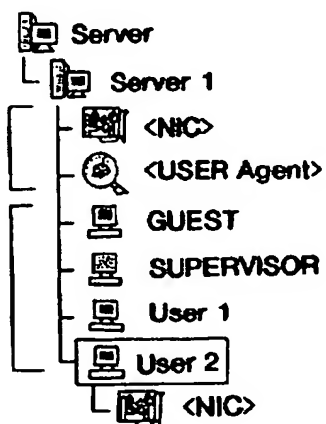 Server
Server 1
<NIC>
<USER Agent>
GUEST
SUPERVISOR
User 1
User 2
<NIC>